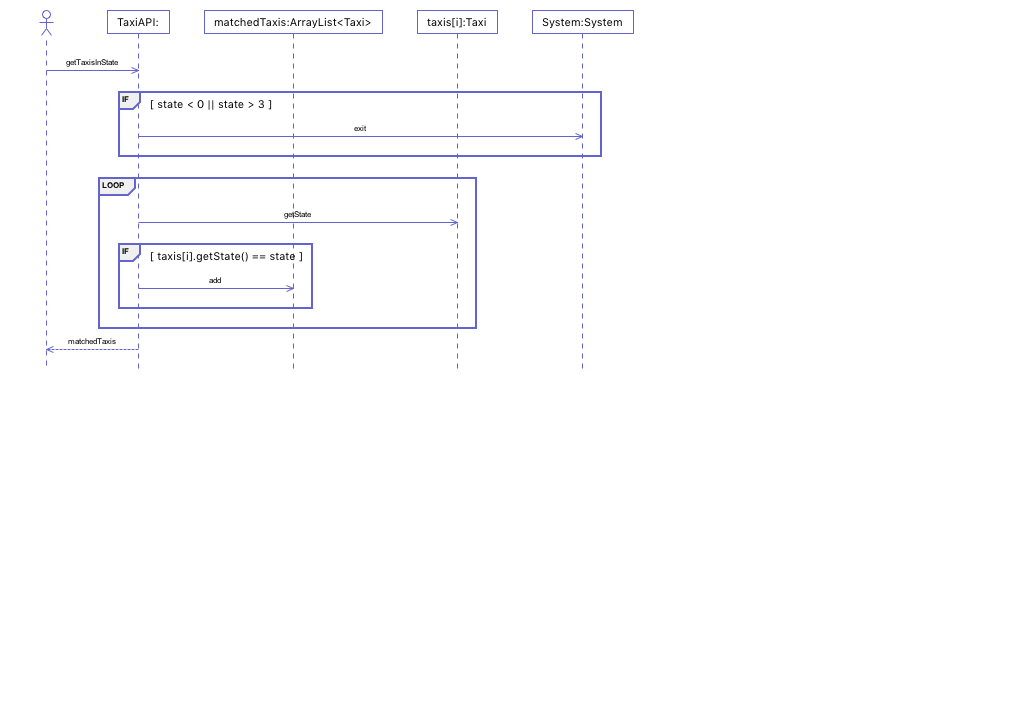 TaxiAPI:
matchedTaxis:ArrayList<Taxi>
taxis[i]:Taxi
System:System
getTaxisInState
IF
[ state < 0 || state > 3 ]
exit
LOOP
getState
IF
[ taxis[i].getState() == state ]
add
matchedTaxis